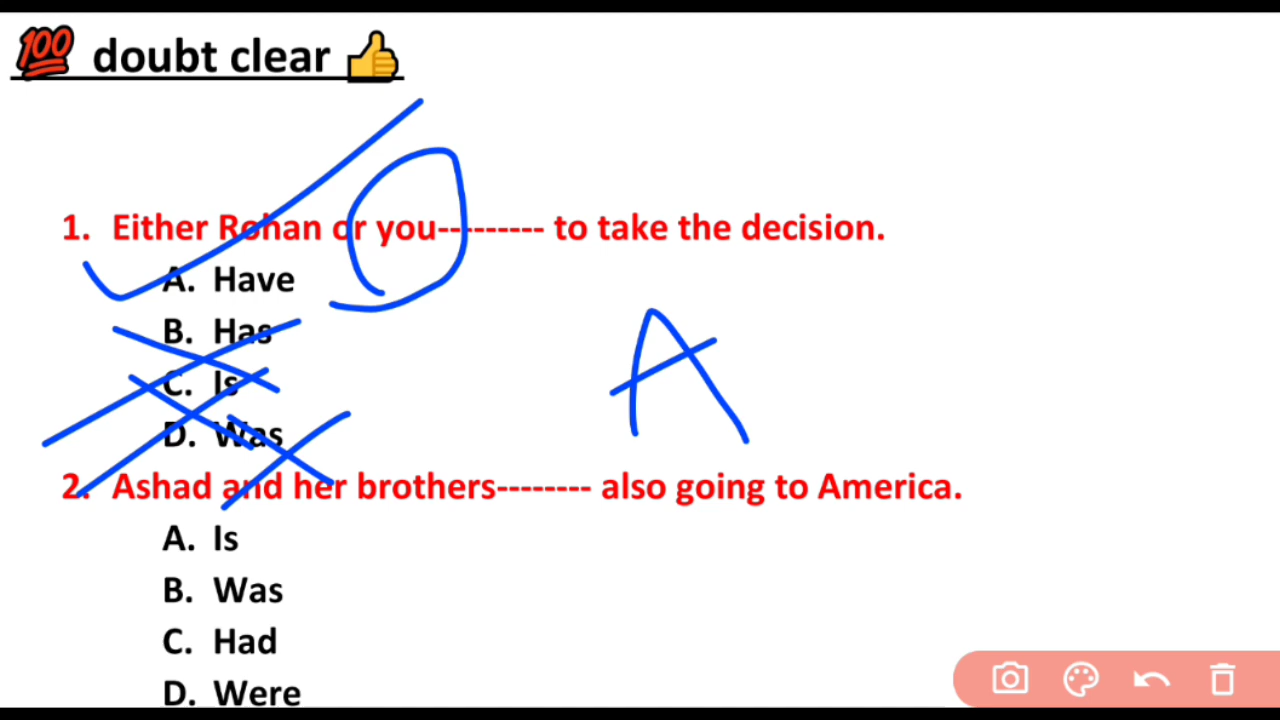 💯 doubt clear 👍
1. Either Rohan or you--------- to take the decision.
A. Have
B. Has
C. Is
D. Was
A
2. Ashad and her brothers-------- also going to America.
A. Is
B. Was
C. Had
D. Were